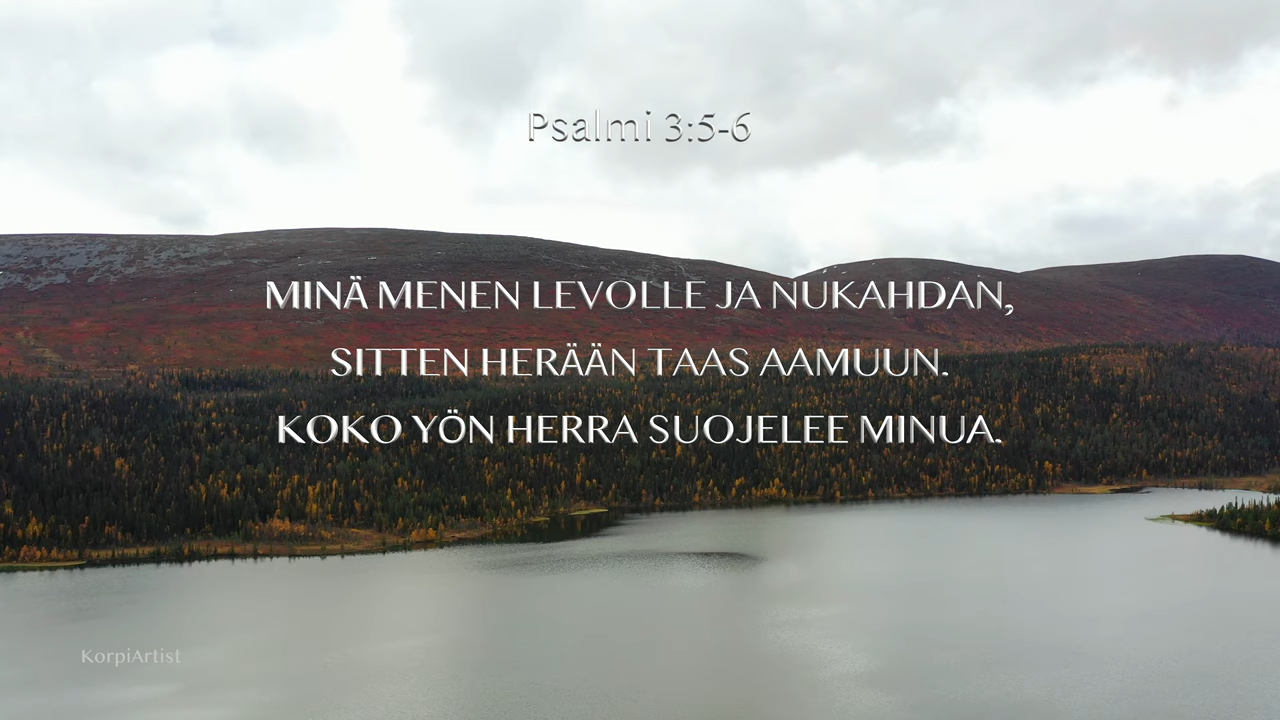 Psalmi 3:5-6
MINÄ MENEN LEVOLLE JA NUKAHDAN,
SITTEN HERÄÄN TAAS AAMUUN.
KOKO YÖN HERRA SUOJELEE MINUA.
KorpiArtist